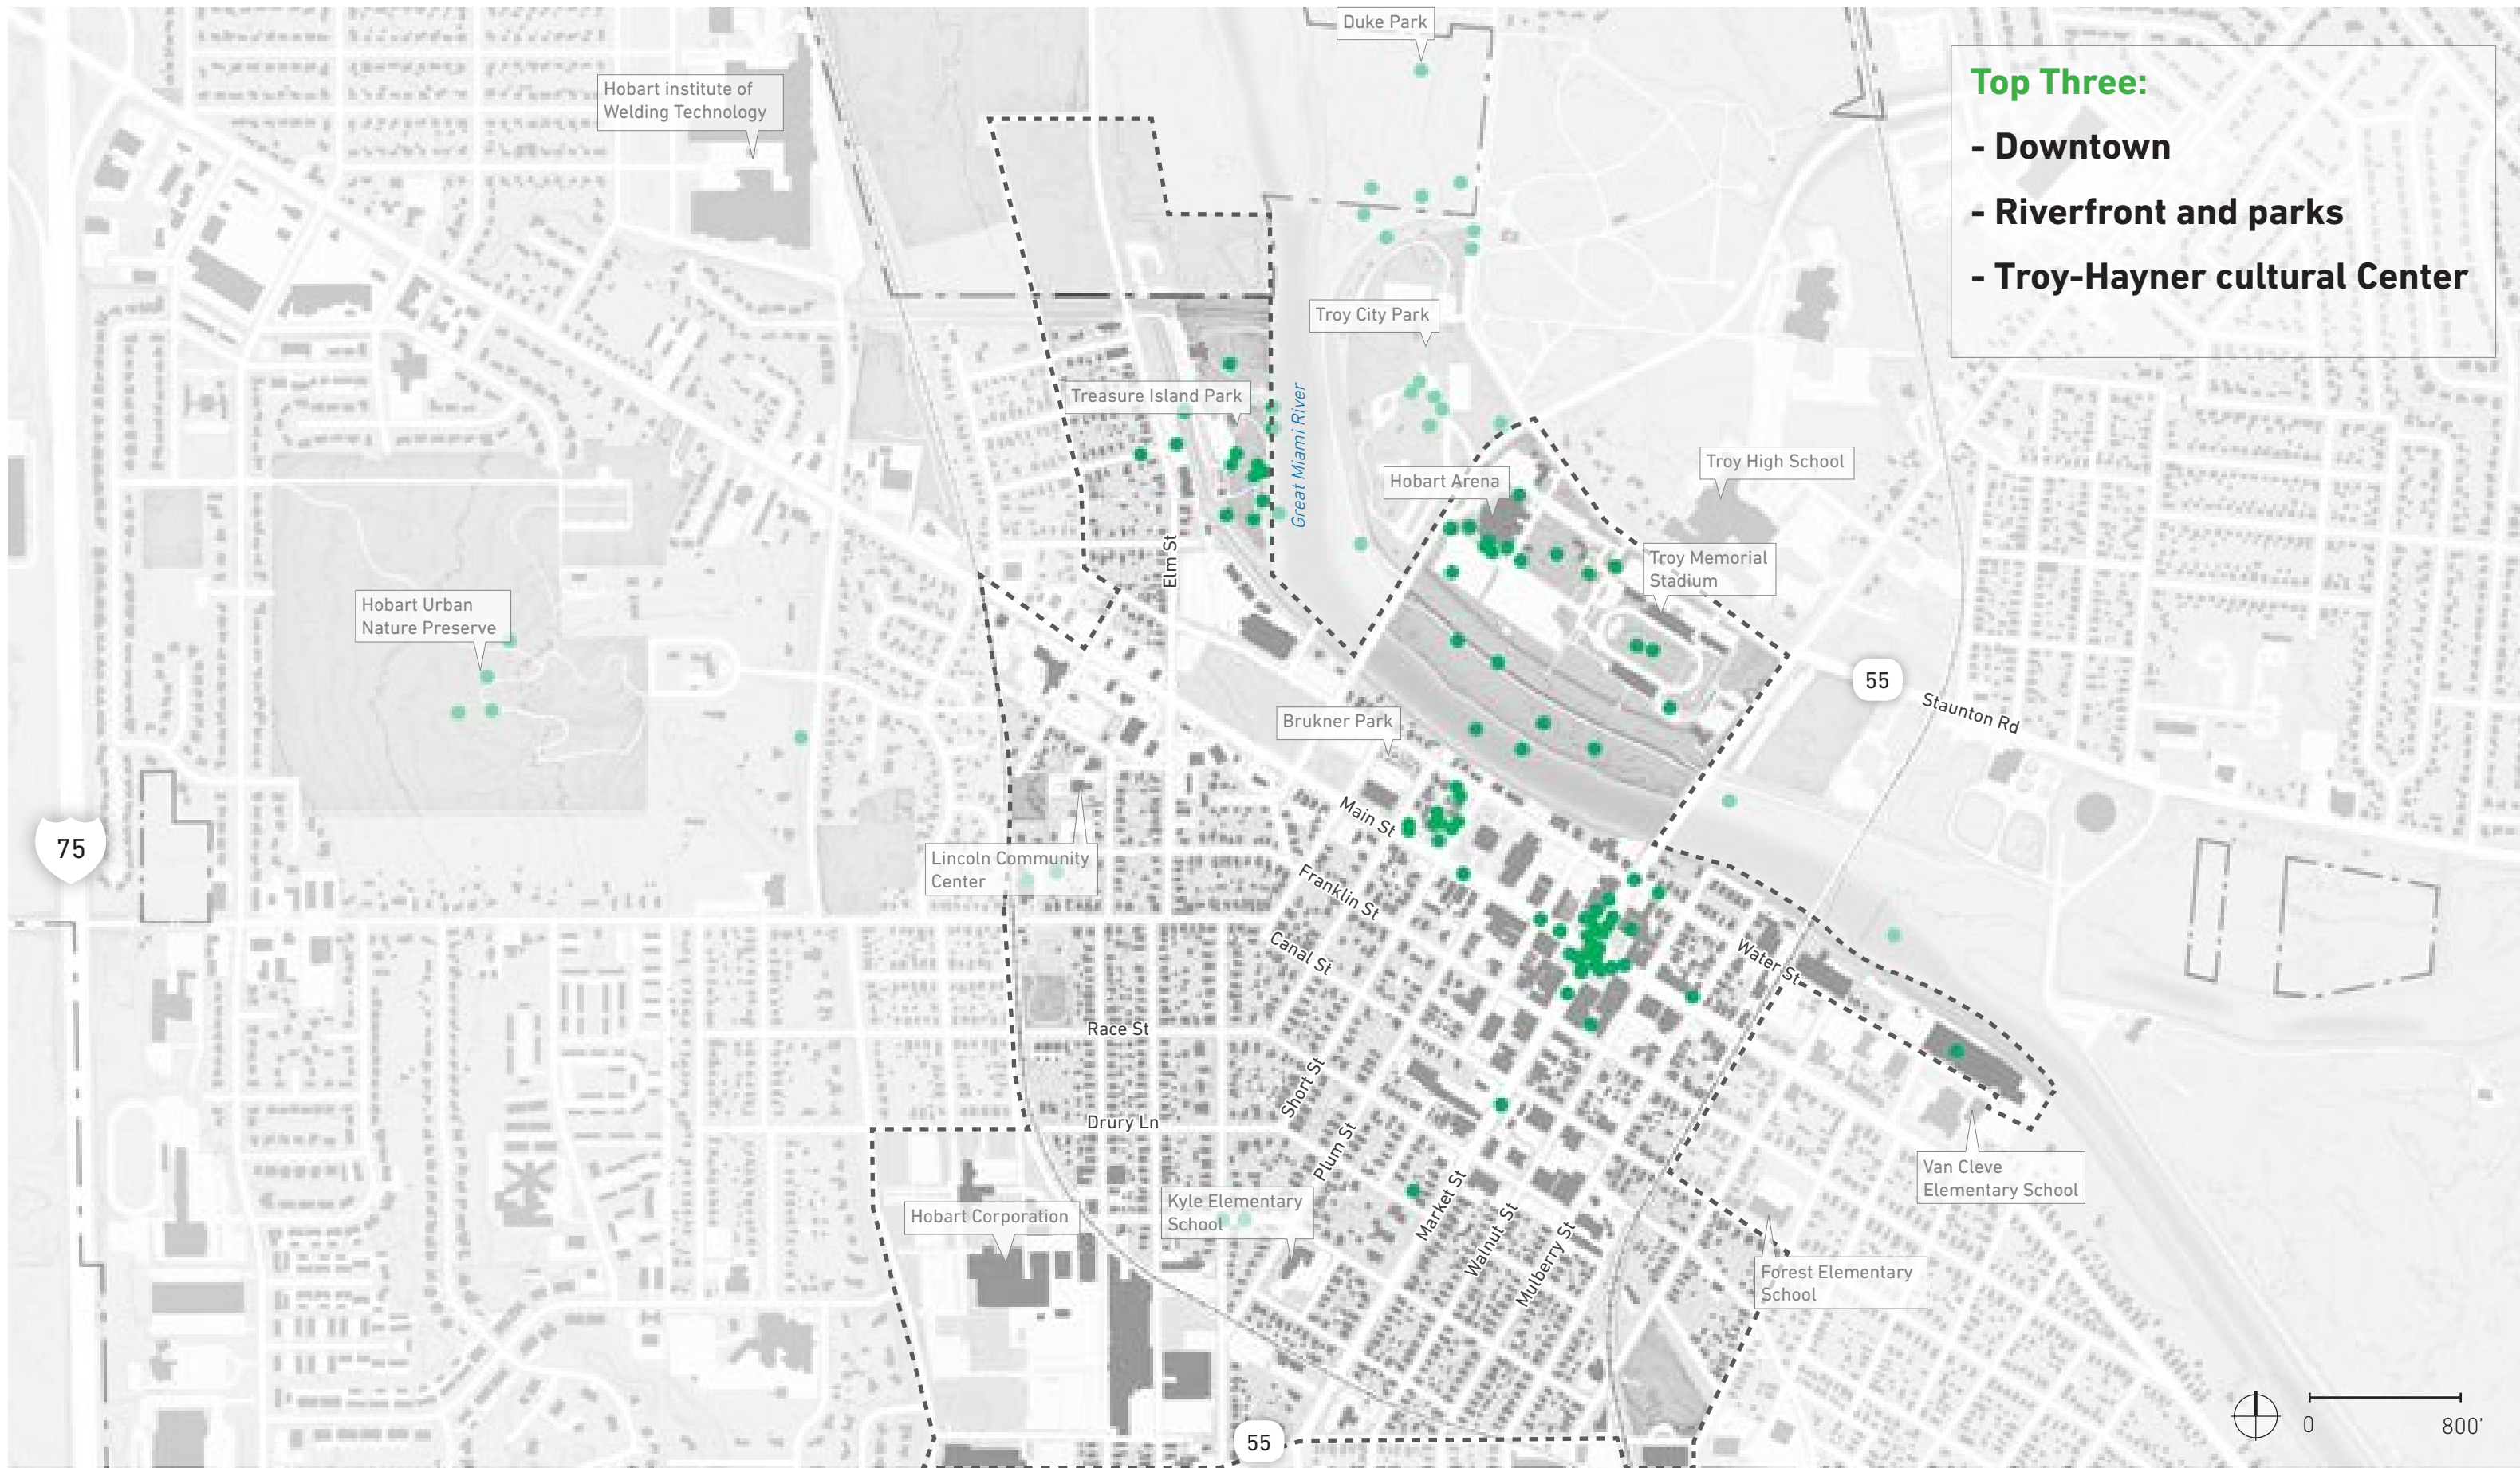 Duke Park
Hobart institute of
Welding Technology
Top Three:
- Downtown
- Riverfront and parks
- Troy-Hayner cultural Center
Troy City Park
Treasure Island Park
Great Miami River
Troy High School
Hobart Arena
Elm St
Troy Memorial
Stadium
Hobart Urban
Nature Preserve
55
Staunton Rd
Brukner Park
Main St
75
Lincoln Community
Center
Franklin St
Canal St
Water St
Race St
Short St
Drury Ln
Plum St
Van Cleve
Elementary School
Market St
Kyle Elementary
School
Hobart Corporation
Walnut St
Mulberry St
Forest Elementary
School
55
0
800'